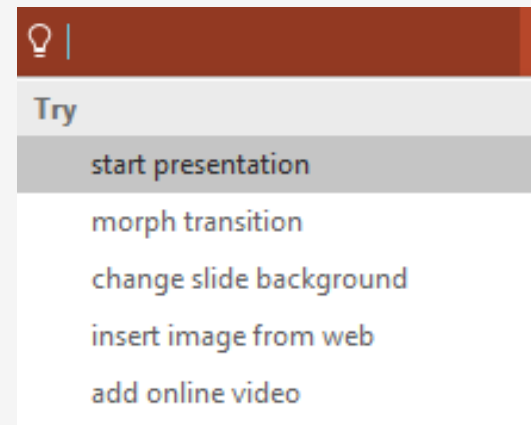 Try
start presentation
morph transition
change slide background
insert image from web
add online video